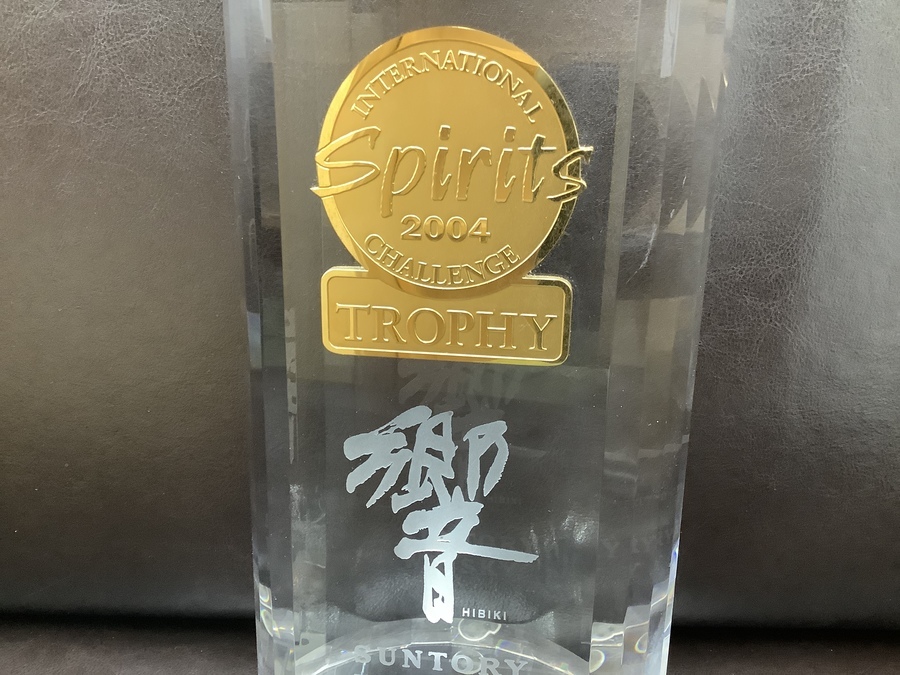 INTERNATIONAL
Spirits
2004
CHALLENGE
TROPHY
響
HIBIKI
SUNTORY